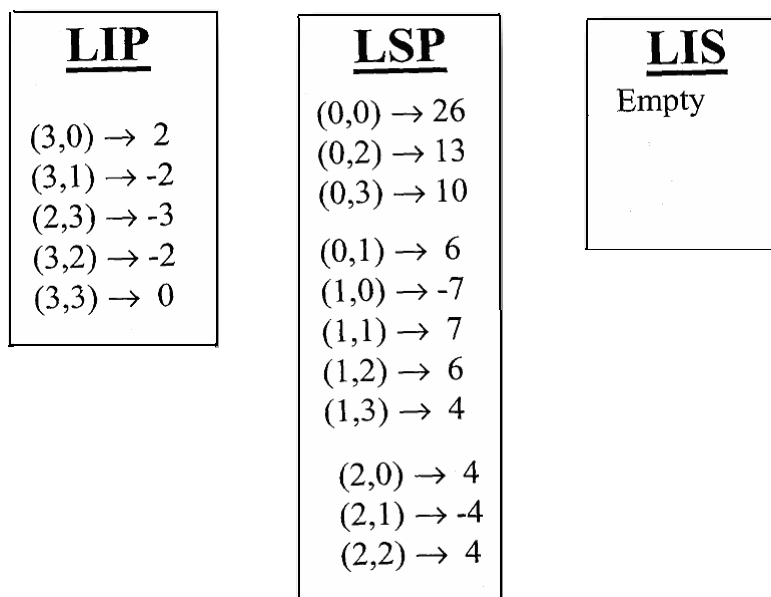 LIP
(3,0) → 2
(3,1) → -2
(2,3) → -3
(3,2) → -2
(3,3) → 0
LSP
(0,0) → 26
(0,2) → 13
(0,3) → 10
(0,1) → 6
(1,0) → -7
(1,1) → 7
(1,2) → 6
(1,3) → 4
(2,0) → 4
(2,1) → -4
(2,2) → 4
LIS
Empty